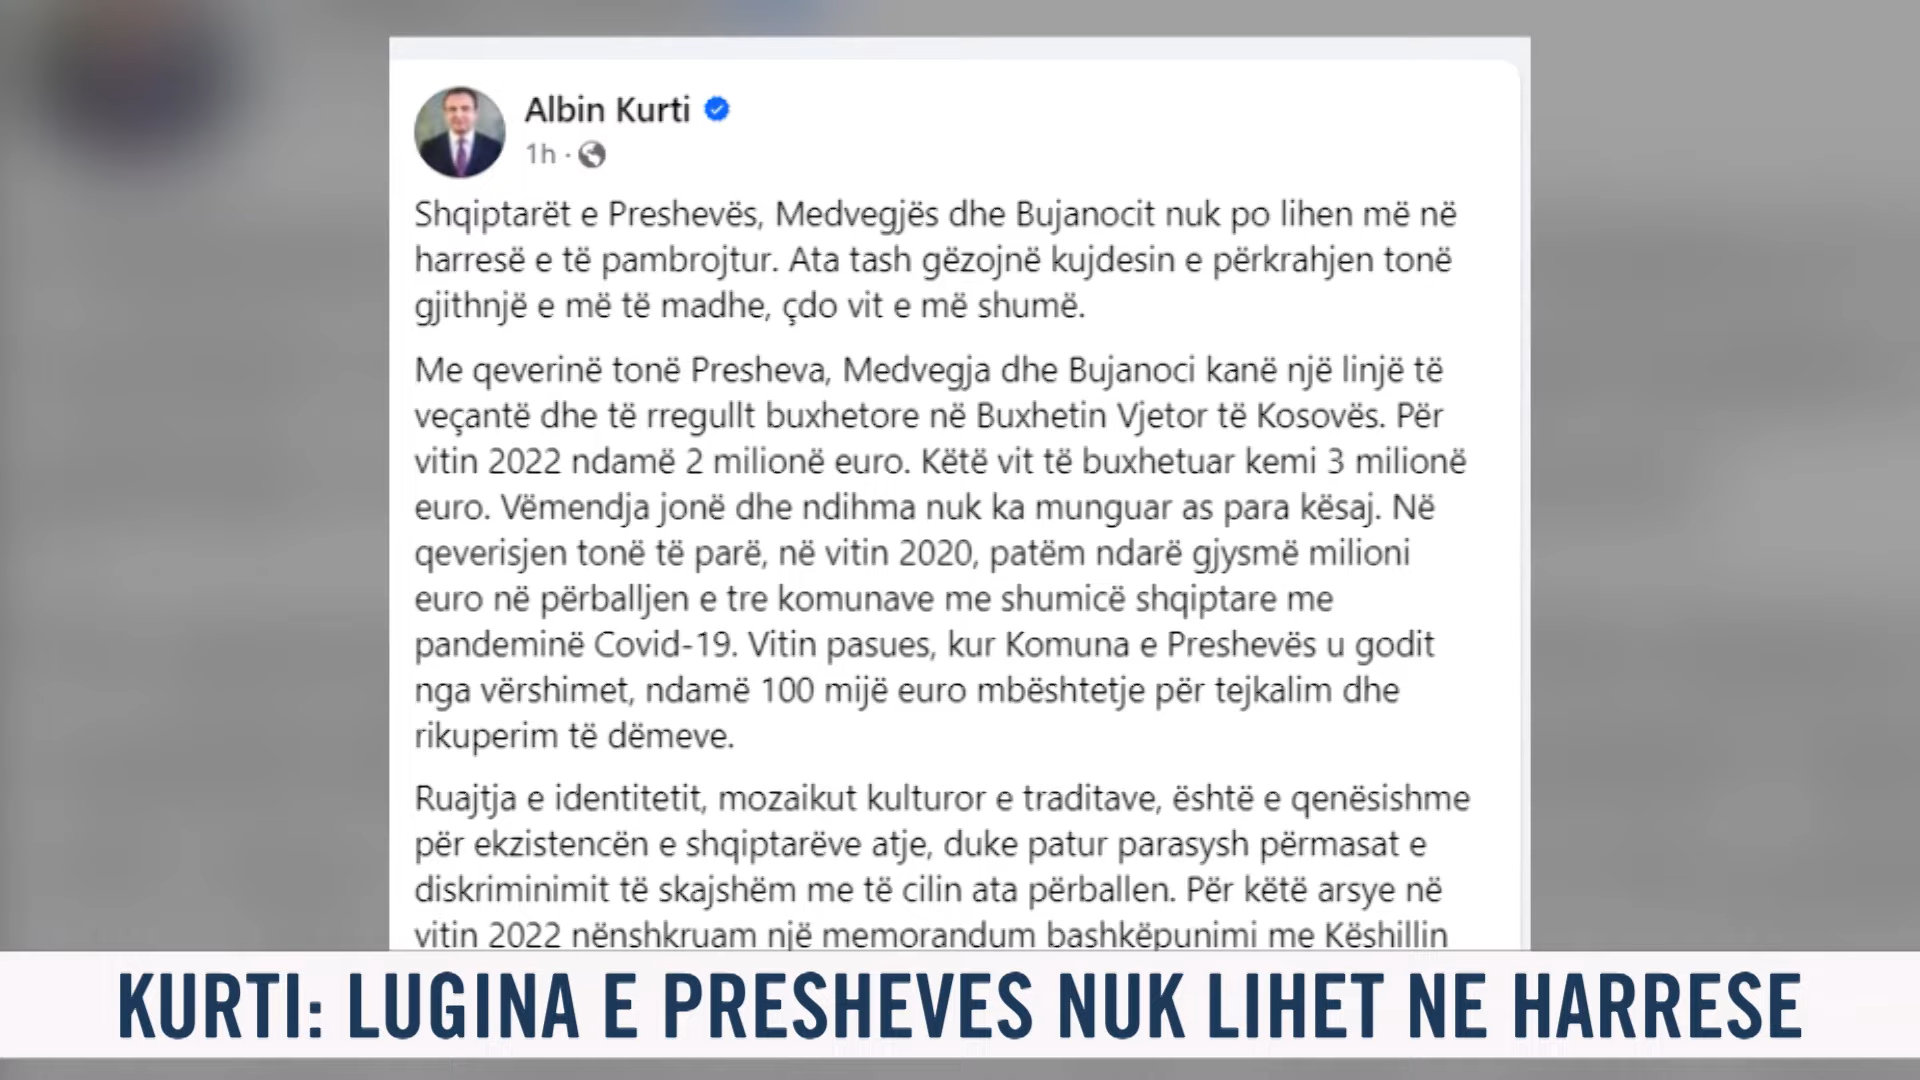 Albin Kurti
1h ·
Shqiptarët e Preshevës, Medvegjës dhe Bujanocit nuk po lihen më në
harresë e të pambrojtur. Ata tash gëzojnë kujdesin e përkrahjen tonë
gjithnjë e më të madhe, çdo vit e më shumë.
Me qeverinë tonë Presheva, Medvegja dhe Bujanoci kanë një linjë të
veçantë dhe të rregullt buxhetore në Buxhetin Vjetor të Kosovës. Për
vitin 2022 ndamë 2 milionë euro. Këtë vit të buxhetuar kemi 3 milionë
euro. Vëmendja jonë dhe ndihma nuk ka munguar as para kësaj. Në
qeverisjen tonë të parë, në vitin 2020, patëm ndarë gjysmë milioni
euro në përballjen e tre komunave me shumicë shqiptare me
pandeminë Covid-19. Vitin pasues, kur Komuna e Preshevës u godit
nga vërshimet, ndamë 100 mijë euro mbështetje për tejkalim dhe
rikuperim të dëmeve.
Ruajtja e identitetit, mozaikut kulturor e traditave, është e qenësishme
për ekzistencën e shqiptarëve atje, duke patur parasysh përmasat e
diskriminimit të skajshëm me të cilin ata përballen. Për këtë arsye në
vitin 2022 nënshkruam një memorandum bashkëpunimi me Këshillin
KURTI: LUGINA E PRESHEVES NUK LIHET NE HARRESE